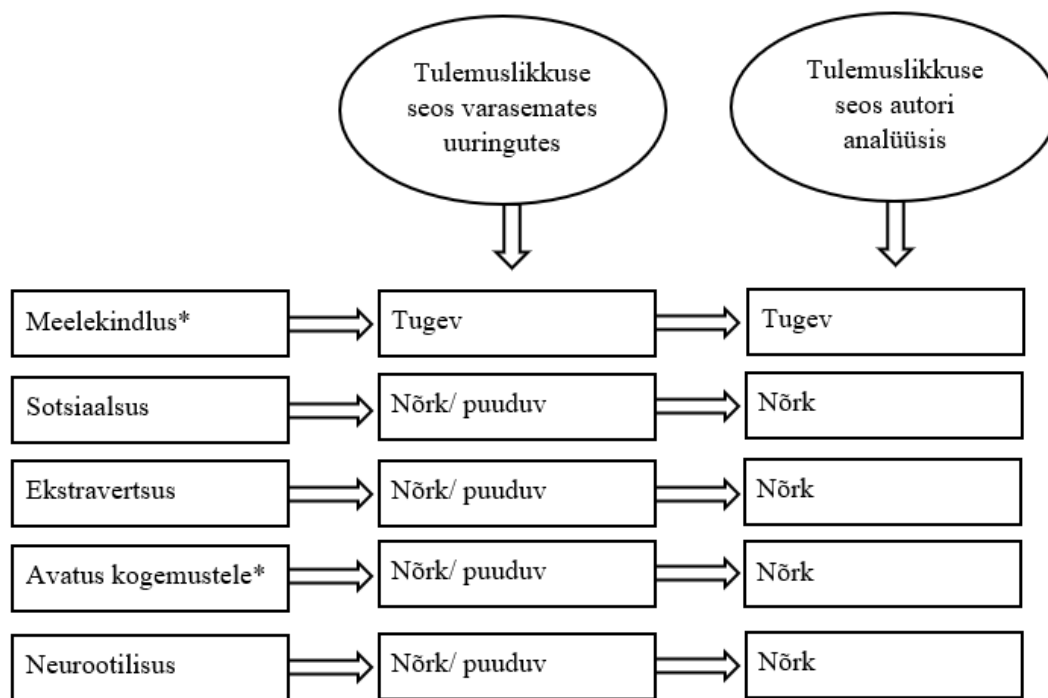 Tulemuslikkuse
seos varasemates
uuringutes
Tulemuslikkuse
seos autori
analüüsis
Meelekindlus*
Tugev
Tugev
Sotsiaalsus
Nõrk/ puuduv
Nõrk
Ekstravertsus
Nõrk/ puuduv
Nõrk
Avatus kogemustele*
Nõrk/ puuduv
Nõrk
Neurootilisus
Nõrk/ puuduv
Nõrk